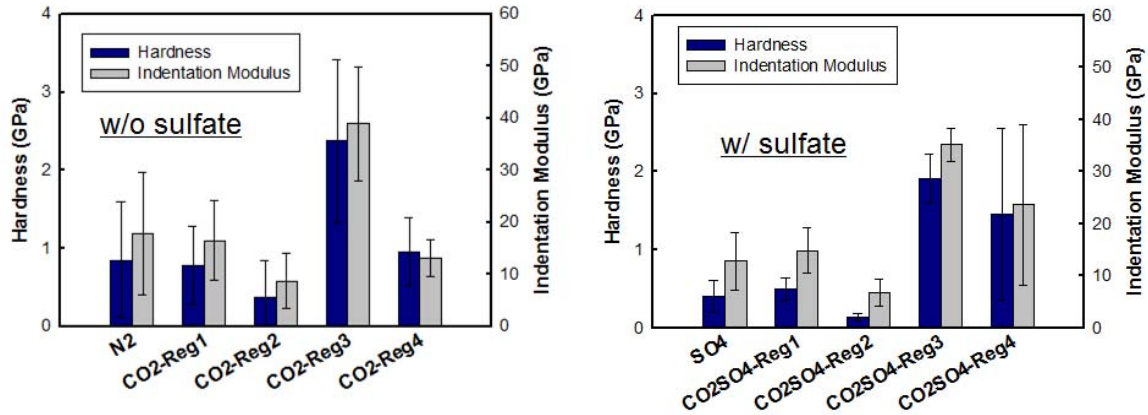 4
3
2
1
0
Hardness (GPa)
Hardness
Indentation Modulus
w/o sulfate
60
50
40
30
20
10
0
Indentation Modulus (GPa)
N2
CO2-Reg1
CO2-Reg2
CO2-Reg3
CO2-Reg4
4
3
2
1
0
Hardness (GPa)
Hardness
Indentation Modulus
w/ sulfate
60
50
40
30
20
10
0
Indentation Modulus (GPa)
SO4
CO2SO4-Reg1
CO2SO4-Reg2
CO2SO4-Reg3
CO2SO4-Reg4